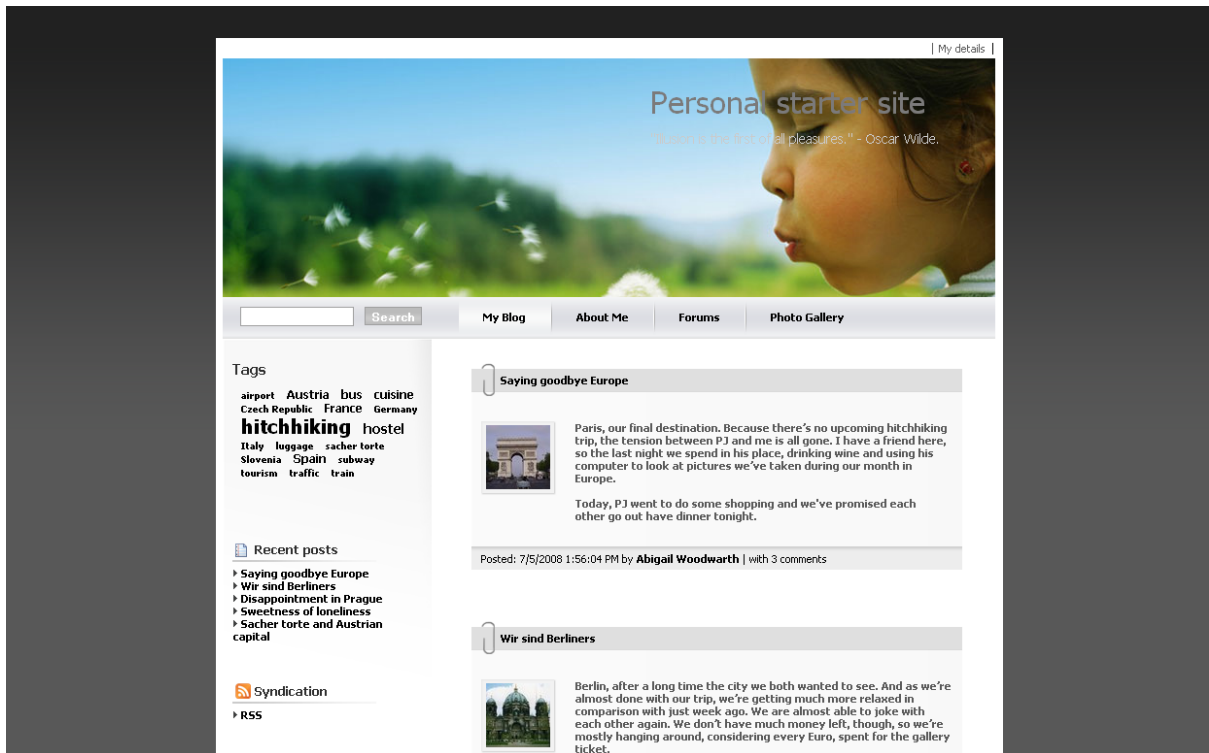 | My details |
Personal starter site
the first of all pleasures." - Oscar Wilde.
Search
My Blog About Me Forums Photo Gallery
Tags
airport Austria bus cuisine
Czech Republic France Germany
hitchhiking hostel
Italy luggage sacher torte
Slovenia Spain subway
tourism traffic train
Recent posts
Saying goodbye Europe
Wir sind Berliners
Disappointment in Prague
Sweetness of loneliness
Sacher torte and Austrian
capital
Syndication
RSS
Saying goodbye Europe
Paris, our final destination. Because there's no upcoming hitchhiking
trip, the tension between PJ and me is all gone. I have a friend here,
so the last night we spend in his place, drinking wine and using his
computer to look at pictures we've taken during our month in
Europe.
Today, PJ went to do some shopping and we've promised each
other go out have dinner tonight.
Posted: 7/5/2008 1:56:04 PM by Abigail Woodwarth | with 3 comments
Wir sind Berliners
Berlin, after a long time the city we both wanted to see. And as we're
almost done with our trip, we're getting much more relaxed in
comparison with just week ago. We are almost able to joke with
each other again. We don't have much money left, though, so we're
mostly hanging around, considering every Euro, spent for the gallery
ticket.